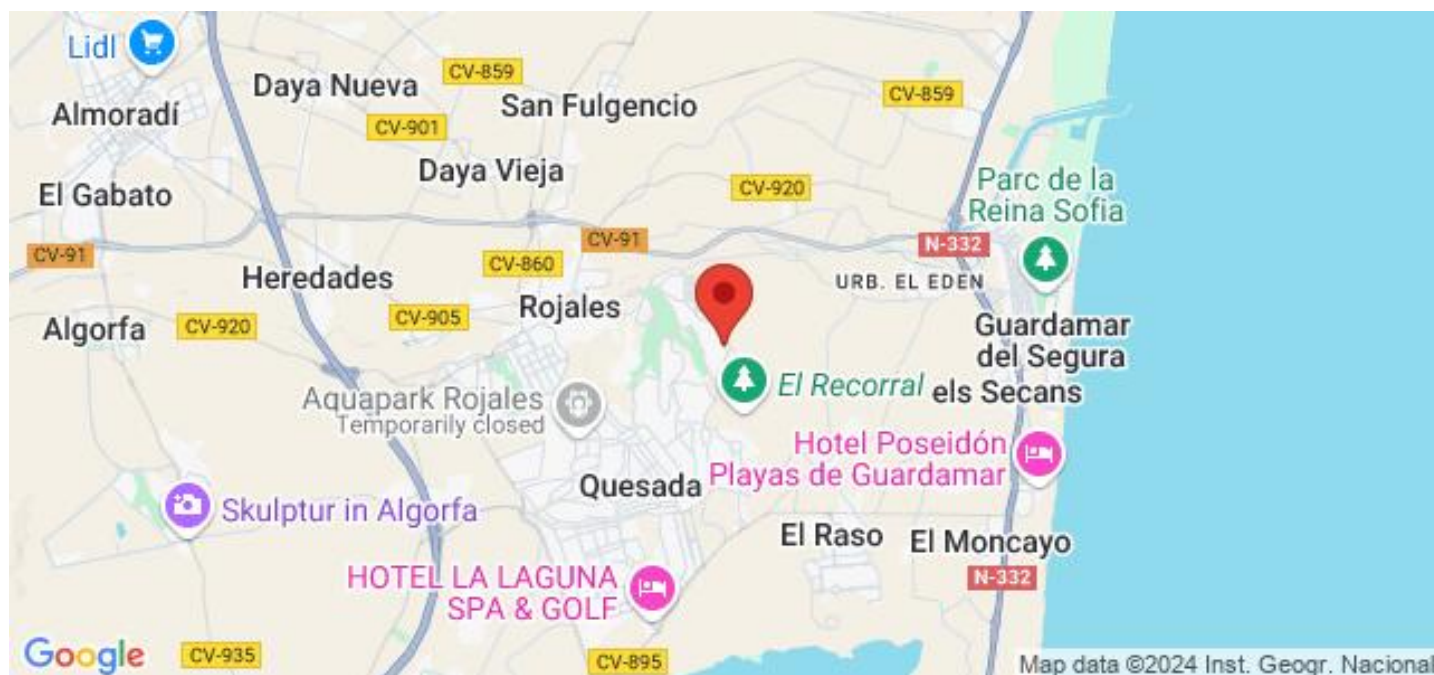 Lidl
Almoradí
Daya Nueva
CV-859
San Fulgencio
CV-859
CV-901
Daya Vieja
El Gabato
CV-920
Parc de la
Reina Sofia
CV-91
CV-91
N-332
Heredades
CV-860
URB. EL EDEN
Rojales
Algorfa
CV-920
CV-905
Guardamar
del Segura
El Recorral
els Secans
Aquapark Rojales
Temporarily closed
Hotel Poseidón
Playas de Guardamar
Quesada
Skulptur in Algorfa
El Raso
El Moncayo
HOTEL LA LAGUNA
SPA & GOLF
N-332
Google
CV-935
CV-895
Map data ©2024 Inst. Geogr. Nacional